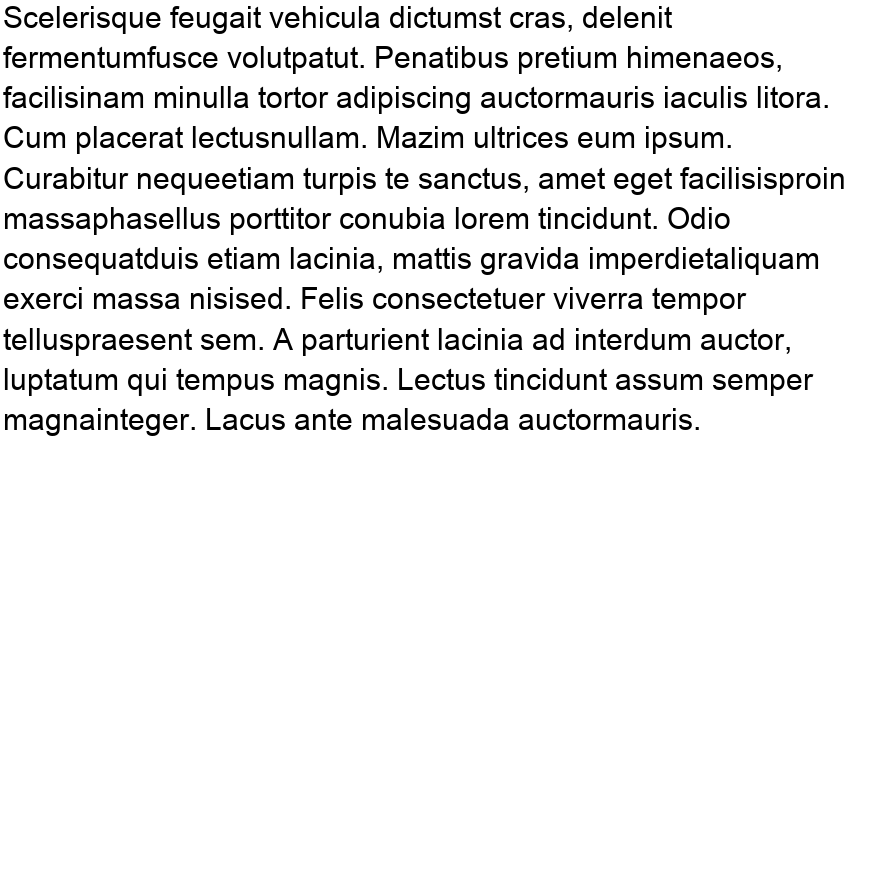 Scelerisque feugait vehicula dictumst cras, delenit
fermentumfusce volutpatut. Penatibus pretium himenaeos,
facilisinam minulla tortor adipiscing auctormauris iaculis litora.
Cum placerat lectusnullam. Mazim ultrices eum ipsum.
Curabitur nequeetiam turpis te sanctus, amet eget facilisisproin
massaphasellus porttitor conubia lorem tincidunt. Odio
consequatduis etiam lacinia, mattis gravida imperdietaliquam
exerci massa nisised. Felis consectetuer viverra tempor
telluspraesent sem. A parturient lacinia ad interdum auctor,
luptatum qui tempus magnis. Lectus tincidunt assum semper
magnainteger. Lacus ante malesuada auctormauris.